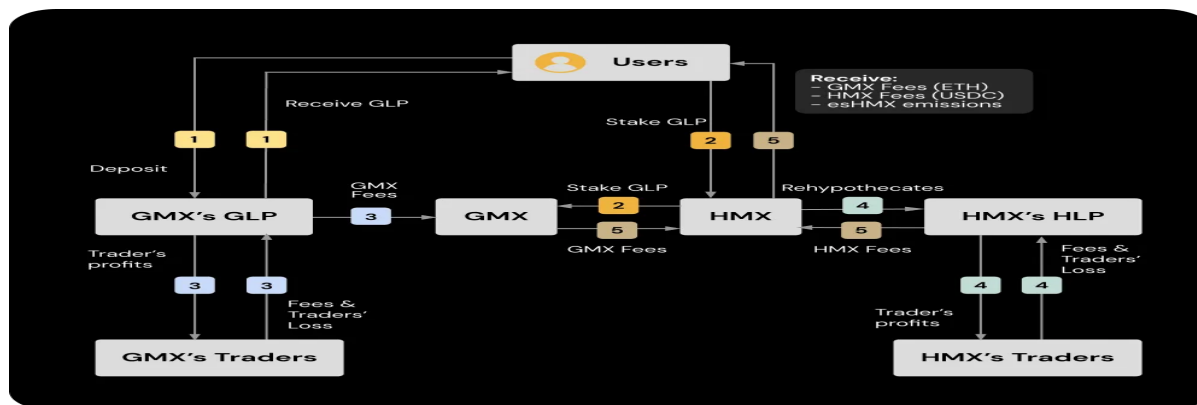 Users
Receive:
– GMX Fees (ETH)
– HMX Fees (USDC)
– esHMX emissions
Receive GLP
Stake GLP
1
1
2
5
Deposit
GMX
Fees
Stake GLP
Rehypothecates
GMX's GLP
3
GMX
2
5
HMX
4
5
HMX's HLP
GMX Fees
HMX Fees
Trader's
profits
Fees &
Traders'
Loss
3
3
4
4
Fees &
Traders'
Loss
Trader's
profits
GMX's Traders
HMX's Traders